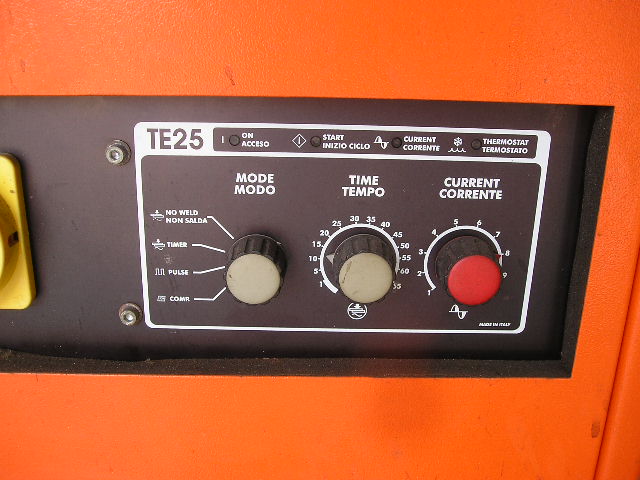 TE25
I ON
ACCESO
START
INIZIO CICLO
CURRENT
CORRENTE
THERMOSTAT
TERMOSTATO
MODE
MODO
NO WELD
NON SALDA
TIMER
PULSE
COMP.
TIME
TEMPO
1 5 10 15 20 25 30 35 40 45 50 55 60 65
CURRENT
CORRENTE
1 2 3 4 5 6 7 8 9
MADE IN ITALY